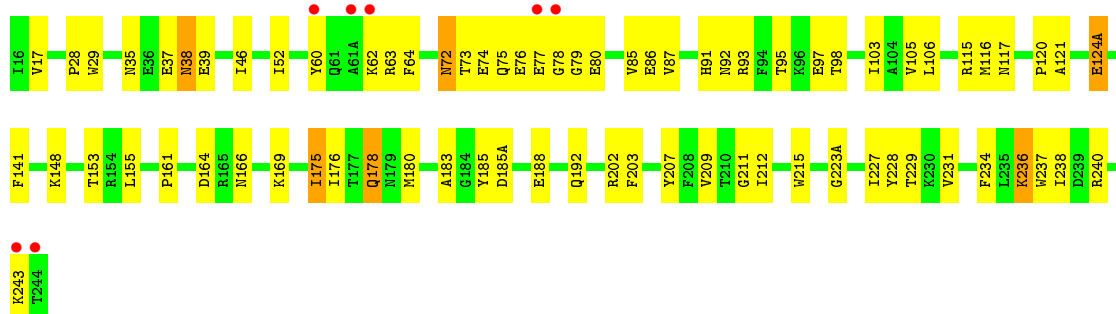 I16 V17 P28 W29 N35 E36 E37 N38 E39 I46 I52 Y60 Q61 A61A K62 R63 F64 N72 T73 E74 Q75 E76 E77 G78 G79 E80 V85 E86 V87 H91 N92 R93 F94 T95 K96 E97 T98 I103 A104 V105 L106 R115 M116 N117 P120 A121 E124A
F141 K148 T153 R154 L155 P161 D164 R165 N166 K169 I175 I176 T177 Q178 N179 M180 A183 G184 Y185 D185A E188 Q192 R202 F203 Y207 F208 V209 T210 G211 I212 W215 G223A I227 Y228 T229 K230 V231 F234 L235 K236 W237 I238 D239 R240
K243 T244